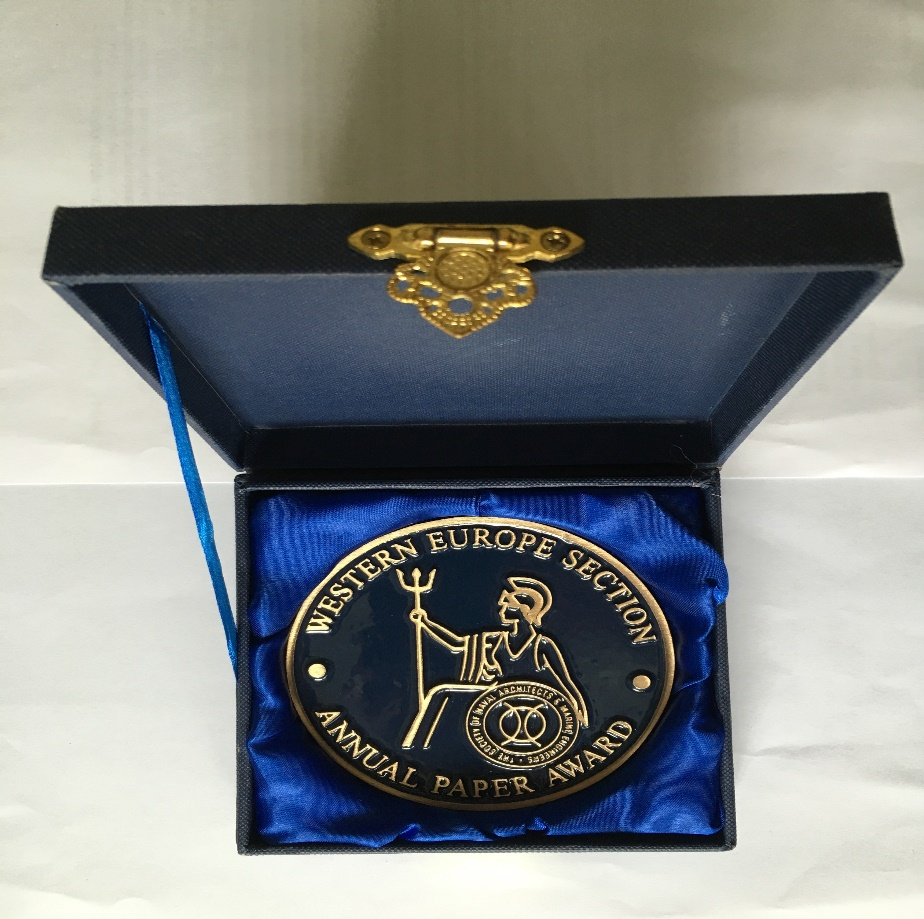 WESTERN EUROPE SECTION
THE SOCIETY OF NAVAL ARCHITECTS & MARINE ENGINEERS
ANNUAL PAPER AWARD